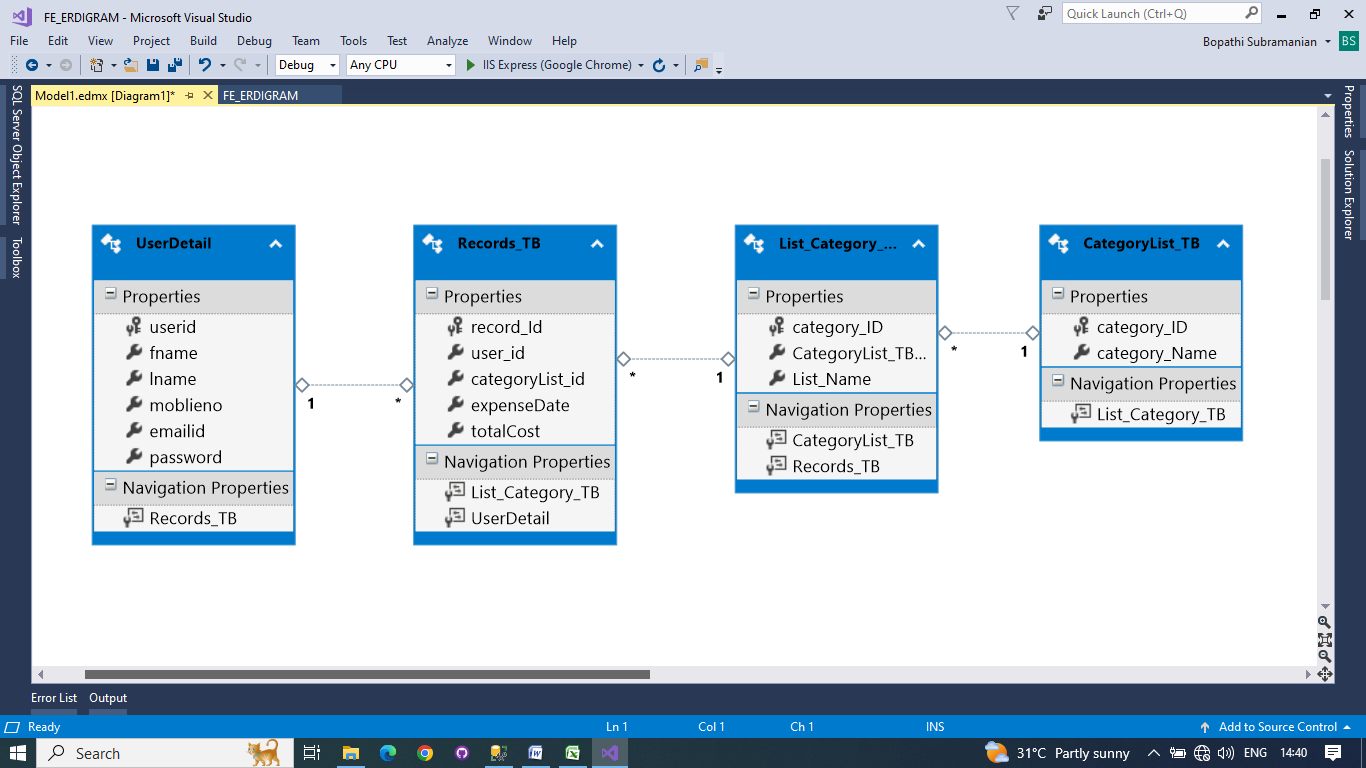 FE_ERDIGRAM - Microsoft Visual Studio
Quick Launch (Ctrl+Q)
File Edit View Project Build Debug Team Tools Test Analyze Window Help
Bopathi Subramanian BS
Debug Any CPU IIS Express (Google Chrome)
Model1.edmx [Diagram1]* FE_ERDIGRAM
SQL Server Object Explorer
Toolbox
Properties
Solution Explorer
UserDetail
Properties
userid
fname
lname
moblieno
emailid
password
Navigation Properties
Records_TB
1
*
Records_TB
Properties
record_Id
user_id
categoryList_id
expenseDate
totalCost
Navigation Properties
List_Category_TB
UserDetail
*
1
List_Category_...
Properties
category_ID
CategoryList_TB...
List_Name
Navigation Properties
CategoryList_TB
Records_TB
*
1
CategoryList_TB
Properties
category_ID
category_Name
Navigation Properties
List_Category_TB
Error List Output
Ready Ln 1 Col 1 Ch 1 INS Add to Source Control
Search 31°C Partly sunny ENG 14:40